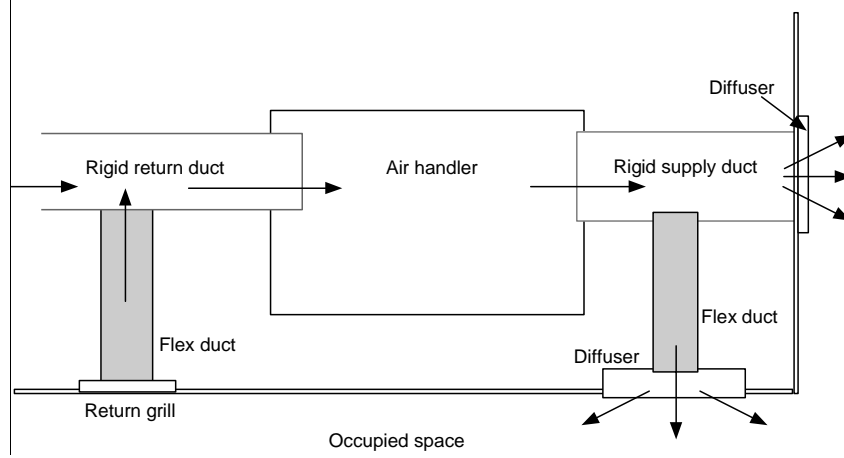 Diffuser
Rigid return duct
Air handler
Rigid supply duct
Flex duct
Flex duct
Diffuser
Return grill
Occupied space